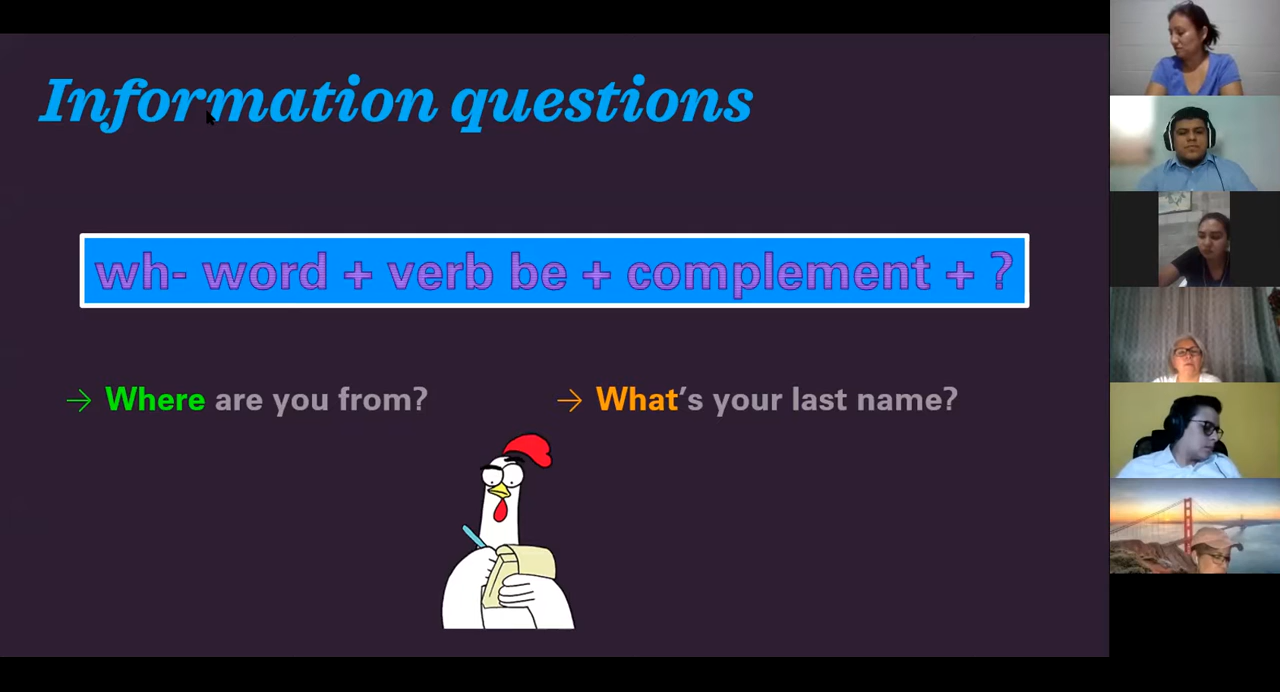 Information questions
wh- word + verb be + complement + ?
→ Where are you from?
→ What's your last name?